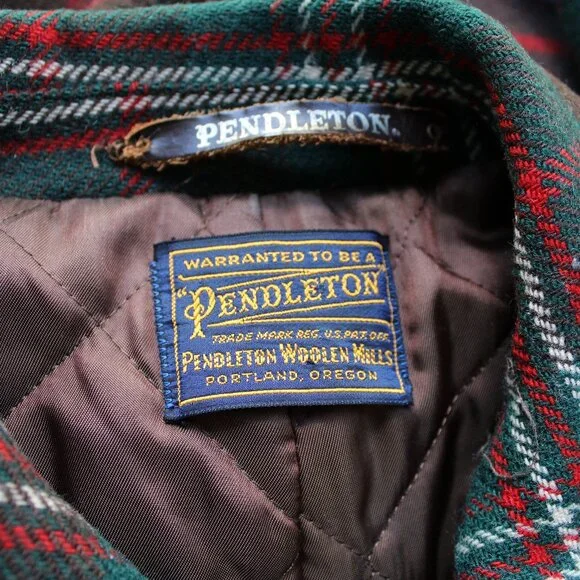 PENDLETON.
WARRANTED TO BE A
"PENDLETON"
TRADE MARK REG. U.S. PAT. OFF.
PENDLETON WOOLEN MILLS
PORTLAND, OREGON